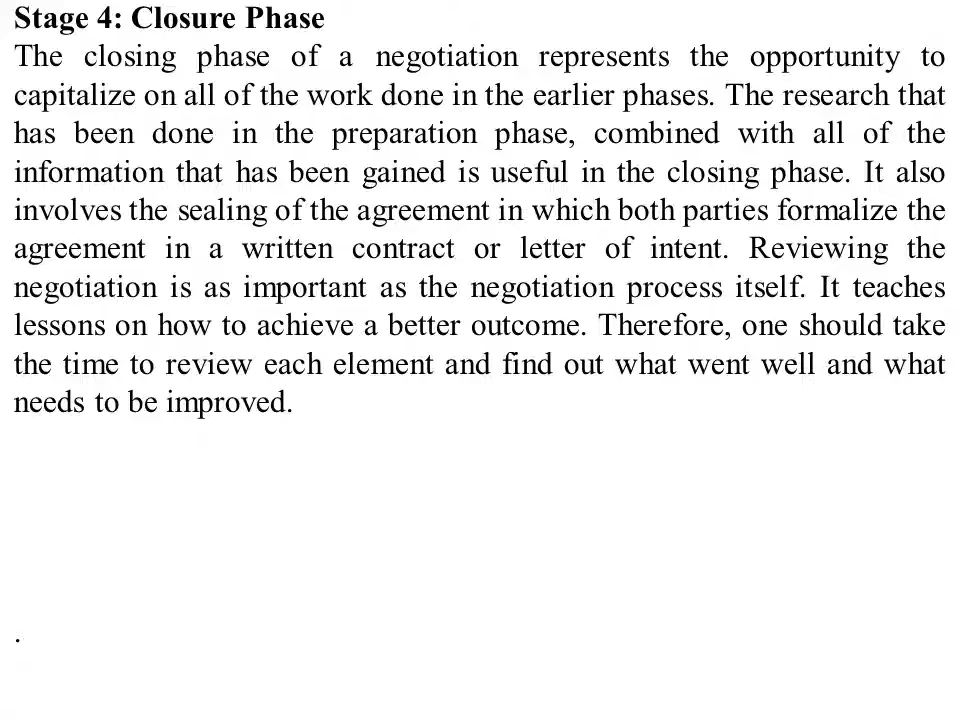 Stage 4: Closure Phase
The closing phase of a negotiation represents the opportunity to
capitalize on all of the work done in the earlier phases. The research that
has been done in the preparation phase, combined with all of the
information that has been gained is useful in the closing phase. It also
involves the sealing of the agreement in which both parties formalize the
agreement in a written contract or letter of intent. Reviewing the
negotiation is as important as the negotiation process itself. It teaches
lessons on how to achieve a better outcome. Therefore, one should take
the time to review each element and find out what went well and what
needs to be improved.
.